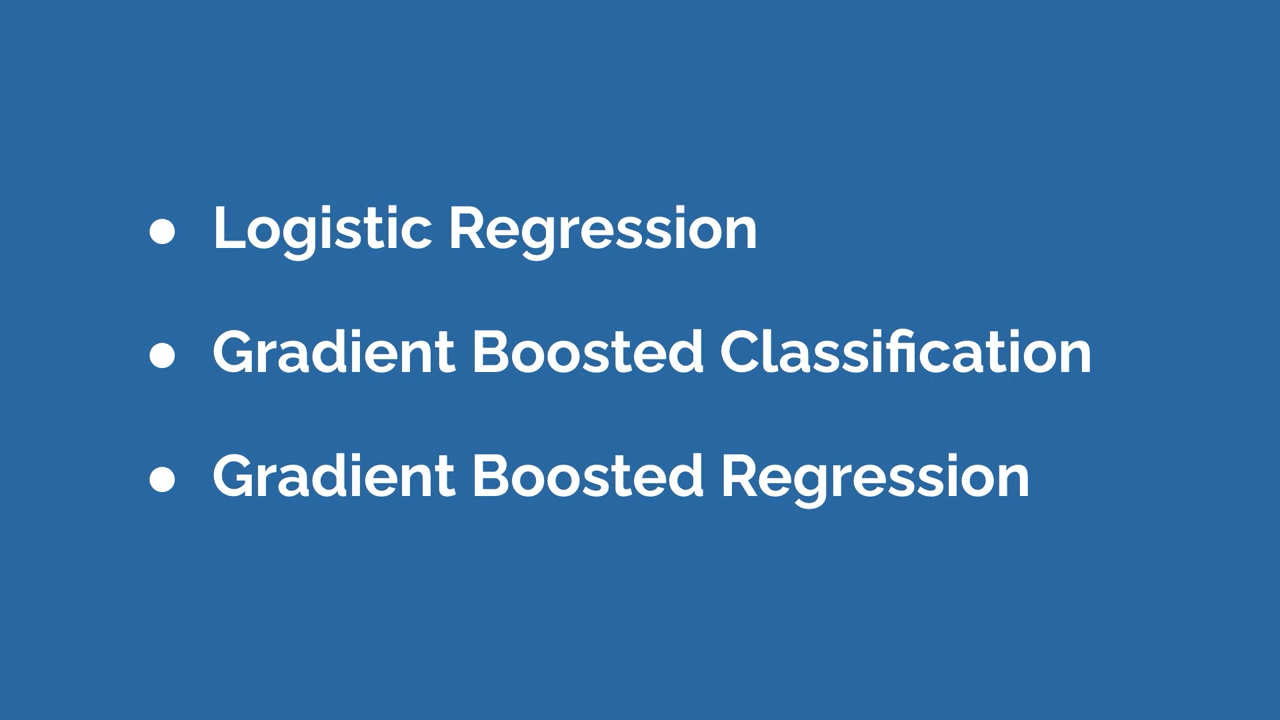 ● Logistic Regression
● Gradient Boosted Classification
● Gradient Boosted Regression